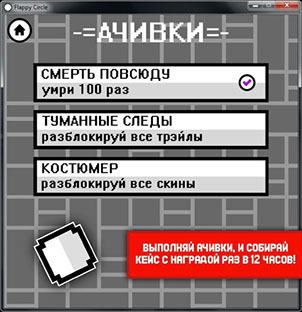 Flappy Circle
-=АЧИВКИ=-
СМЕРТЬ ПОВСЮДУ
умри 100 раз
ТУМАННЫЕ СЛЕДЫ
разблокируй все трэйлы
КОСТЮМЕР
разблокируй все скины
ВЫПОЛНЯЙ АЧИВКИ, И СОБИРАЙ
КЕЙС С НАГРАДОЙ РАЗ В 12 ЧАСОВ!